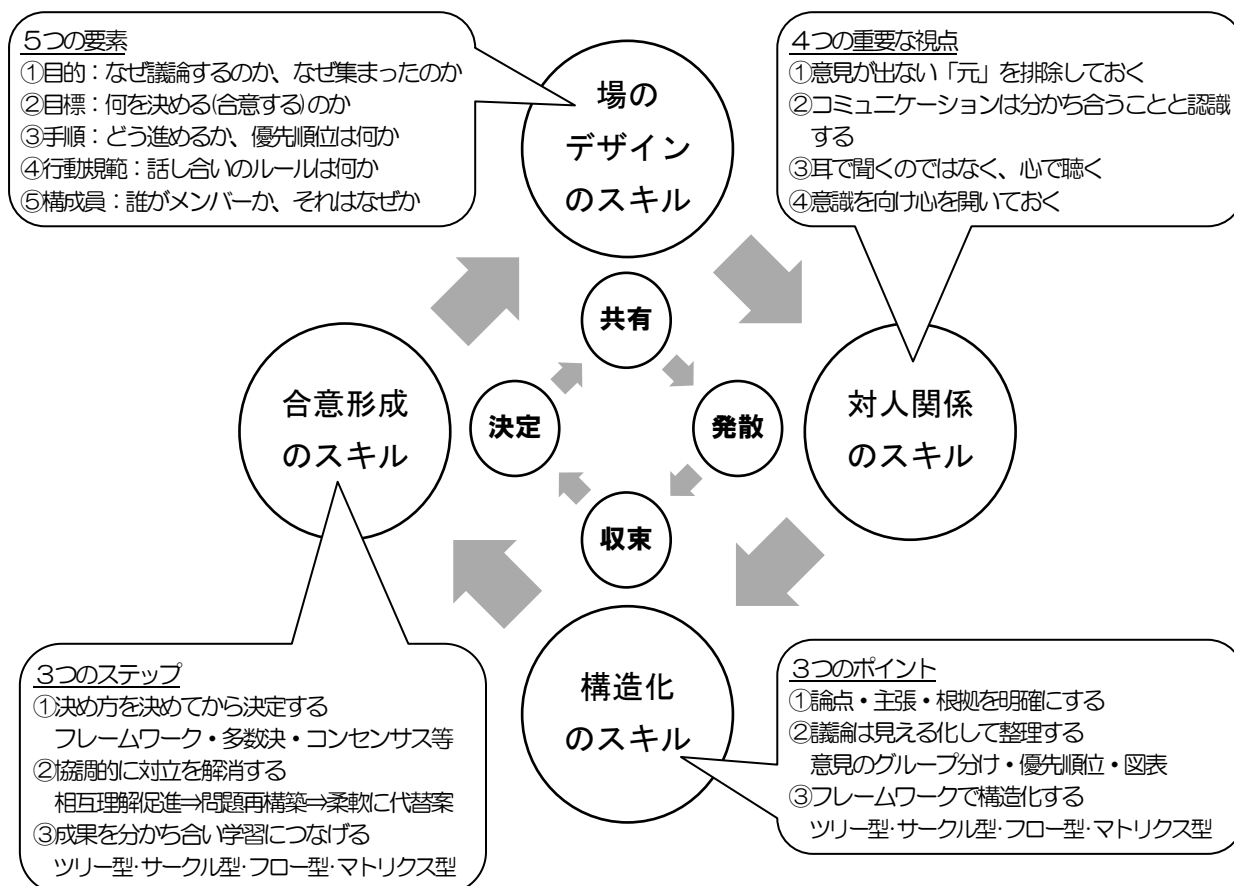 5つの要素
①目的：なぜ議論するのか、なぜ集まったのか
②目標：何を決める(合意する)のか
③手順：どう進めるか、優先順位は何か
④行動規範：話し合いのルールは何か
⑤構成員：誰がメンバーか、それはなぜか
場の
デザイン
のスキル
4つの重要な視点
①意見が出ない「元」を排除しておく
②コミュニケーションは分かち合うことと認識
する
③耳で聞くのではなく、心で聴く
④意識を向け心を開いておく
共有
合意形成
のスキル
決定
発散
対人関係
のスキル
収束
3つのステップ
①決め方を決めてから決定する
フレームワーク・多数決・コンセンサス等
②協調的に対立を解消する
相互理解促進⇒問題再構築⇒柔軟に代替案
③成果を分かち合い学習につなげる
ツリー型･サークル型･フロー型･マトリクス型
構造化
のスキル
3つのポイント
①論点・主張・根拠を明確にする
②議論は見える化して整理する
意見のグループ分け・優先順位・図表
③フレームワークで構造化する
ツリー型･サークル型･フロー型･マトリクス型